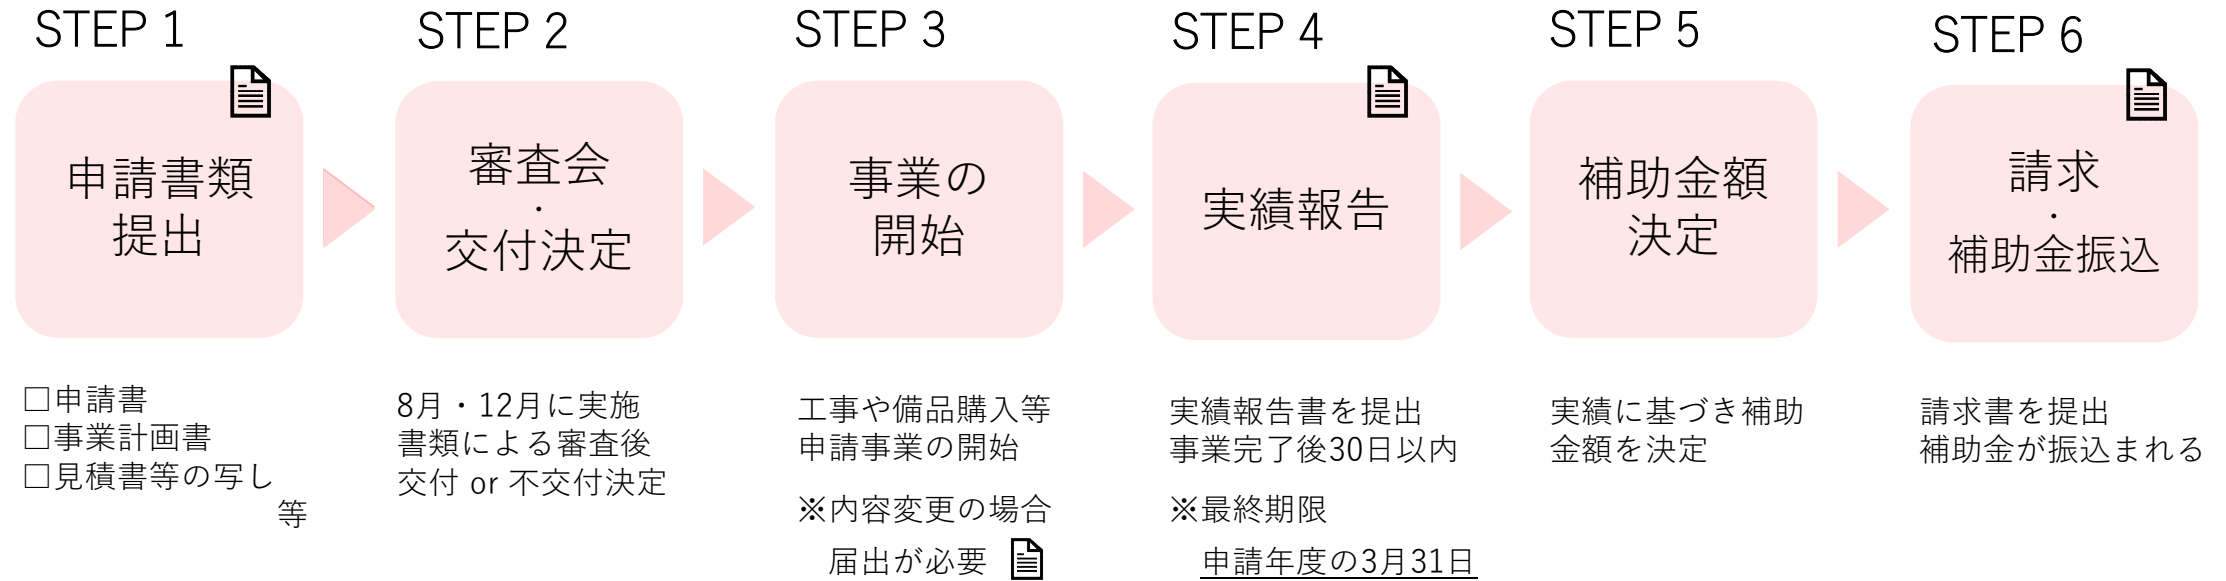 STEP 1
申請書類
提出
□申請書
□事業計画書
□見積書等の写し
等
STEP 2
審査会
・
交付決定
8月・12月に実施
書類による審査後
交付 or 不交付決定
STEP 3
事業の
開始
工事や備品購入等
申請事業の開始
※内容変更の場合
届出が必要
STEP 4
実績報告
実績報告書を提出
事業完了後30日以内
※最終期限
申請年度の3月31日
STEP 5
補助金額
決定
実績に基づき補助
金額を決定
STEP 6
請求
・
補助金振込
請求書を提出
補助金が振込まれる